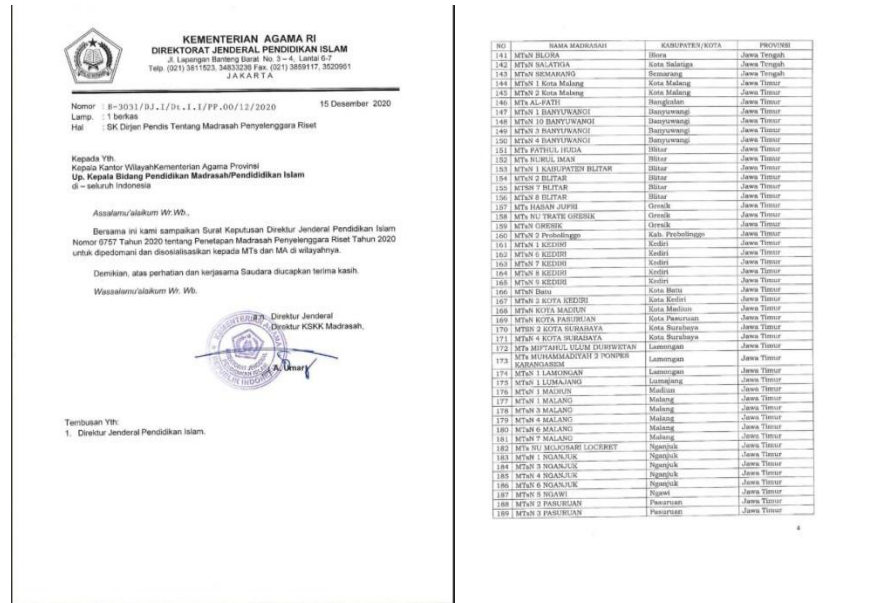 KEMENTERIAN AGAMA RI
DIREKTORAT JENDERAL PENDIDIKAN ISLAM
Jl. Lapangan Banteng Barat No. 3 – 4, Lantai 6-7
Telp. (021) 3811523, 34833236 Fax. (021) 3859117, 3520951
J A K A R T A
Nomor : B-3031/DJ.I/Dt.I.I/PP.00/12/2020 15 Desember 2020
Lamp. : 1 berkas
Hal : SK Dirjen Pendis Tentang Madrasah Penyelenggara Riset
Kepada Yth.
Kepala Kantor WilayahKementerian Agama Provinsi
Up. Kepala Bidang Pendidikan Madrasah/Pendididikan Islam
di – seluruh Indonesia
Assalamu'alaikum Wr.Wb.,
Bersama ini kami sampaikan Surat Keputusan Direktur Jenderal Pendidikan Islam
Nomor 6757 Tahun 2020 tentang Penetapan Madrasah Penyelenggara Riset Tahun 2020
untuk dipedomani dan disosialisasikan kepada MTs dan MA di wilayahnya.
Demikian, atas perhatian dan kerjasama Saudara diucapkan terima kasih.
Wassalamu'alaikum Wr. Wb.
a.n. Direktur Jenderal
Direktur KSKK Madrasah,
A. Umar
Tembusan Yth:
1. Direktur Jenderal Pendidikan Islam.
NO NAMA MADRASAH KABUPATEN/KOTA PROVINSI
141 MTsN BLORA Blora Jawa Tengah
142 MTsN SALATIGA Kota Salatiga Jawa Tengah
143 MTsN SEMARANG Semarang Jawa Tengah
144 MTsN 1 Kota Malang Kota Malang Jawa Timur
145 MTsN 2 Kota Malang Kota Malang Jawa Timur
146 MTs AL-FATH Bangkalan Jawa Timur
147 MTsN 1 BANYUWANGI Banyuwangi Jawa Timur
148 MTsN 10 BANYUWANGI Banyuwangi Jawa Timur
149 MTsN 3 BANYUWANGI Banyuwangi Jawa Timur
150 MTsN 4 BANYUWANGI Banyuwangi Jawa Timur
151 MTs FATHUL HUDA Blitar Jawa Timur
152 MTs NURUL IMAN Blitar Jawa Timur
153 MTsN 1 KABUPATEN BLITAR Blitar Jawa Timur
154 MTsN 2 BLITAR Blitar Jawa Timur
155 MTSN 7 BLITAR Blitar Jawa Timur
156 MTsN 8 BLITAR Blitar Jawa Timur
157 MTs HASAN JUFRI Gresik Jawa Timur
158 MTs NU TRATE GRESIK Gresik Jawa Timur
159 MTsN GRESIK Gresik Jawa Timur
160 MTsN 2 Probolinggo Kab. Probolinggo Jawa Timur
161 MTsN 1 KEDIRI Kediri Jawa Timur
162 MTsN 6 KEDIRI Kediri Jawa Timur
163 MTsN 7 KEDIRI Kediri Jawa Timur
164 MTsN 8 KEDIRI Kediri Jawa Timur
165 MTsN 9 KEDIRI Kediri Jawa Timur
166 MTsN Batu Kota Batu Jawa Timur
167 MTsN 2 KOTA KEDIRI Kota Kediri Jawa Timur
168 MTsN KOTA MADIUN Kota Madiun Jawa Timur
169 MTsN KOTA PASURUAN Kota Pasuruan Jawa Timur
170 MTSN 2 KOTA SURABAYA Kota Surabaya Jawa Timur
171 MTsN 4 KOTA SURABAYA Kota Surabaya Jawa Timur
172 MTs MIFTAHUL ULUM DURIWETAN Lamongan Jawa Timur
173 MTs MUHAMMADIYAH 2 PONPES KARANGASEM Lamongan Jawa Timur
174 MTsN 1 LAMONGAN Lamongan Jawa Timur
175 MTsN 1 LUMAJANG Lumajang Jawa Timur
176 MTsN 1 MADIUN Madiun Jawa Timur
177 MTsN 1 MALANG Malang Jawa Timur
178 MTsN 3 MALANG Malang Jawa Timur
179 MTsN 4 MALANG Malang Jawa Timur
180 MTsN 6 MALANG Malang Jawa Timur
181 MTsN 7 MALANG Malang Jawa Timur
182 MTs NU MOJOSARI LOCERET Nganjuk Jawa Timur
183 MTsN 1 NGANJUK Nganjuk Jawa Timur
184 MTsN 3 NGANJUK Nganjuk Jawa Timur
185 MTsN 4 NGANJUK Nganjuk Jawa Timur
186 MTsN 6 NGANJUK Nganjuk Jawa Timur
187 MTsN 5 NGAWI Ngawi Jawa Timur
188 MTsN 2 PASURUAN Pasuruan Jawa Timur
189 MTsN 3 PASURUAN Pasuruan Jawa Timur